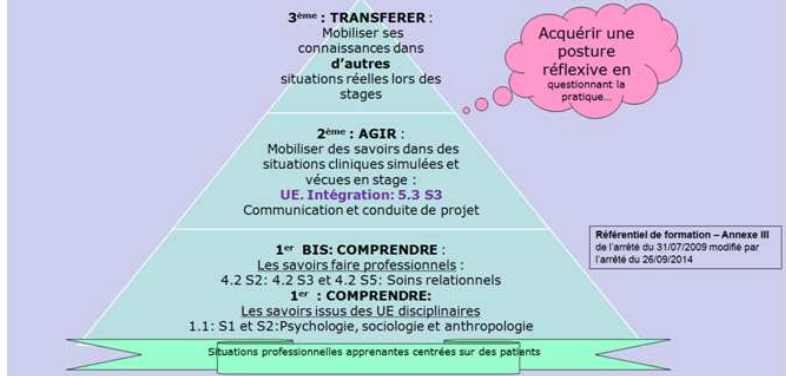 3ème : TRANSFERER :
Mobiliser ses
connaissances dans
d'autres
situations réelles lors des
stages
Acquérir une
posture
réflexive en
questionnant la
pratique...
2ème : AGIR :
Mobiliser des savoirs dans des
situations cliniques simulées et
vécues en stage :
UE. Intégration: 5.3 S3
Communication et conduite de projet
Référentiel de formation – Annexe III
de l'arrêté du 31/07/2009 modifié par
l'arrêté du 26/09/2014
1er BIS: COMPRENDRE :
Les savoirs faire professionnels :
4.2 S2: 4.2 S3 et 4.2 S5: Soins relationnels
1er : COMPRENDRE:
Les savoirs issus des UE disciplinaires
1.1: S1 et S2:Psychologie, sociologie et anthropologie
Situations professionnelles apprenantes centrées sur des patients